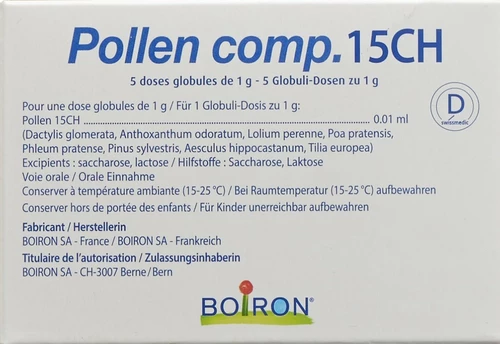 Pollen comp.15CH
5 doses globules de 1 g - 5 Globuli-Dosen zu 1 g
Pour une dose globules de 1 g / Für 1 Globuli-Dosis zu 1 g:
Pollen 15CH ........................................................................ 0.01 ml
(Dactylis glomerata, Anthoxanthum odoratum, Lolium perenne, Poa pratensis,
Phleum pratense, Pinus sylvestris, Aesculus hippocastanum, Tilia europea)
Excipients : saccharose, lactose / Hilfstoffe : Saccharose, Laktose
Voie orale / Orale Einnahme
Conserver à température ambiante (15-25 °C) / Bei Raumtemperatur (15-25 °C) aufbewahren
Conserver hors de portée des enfants / Für Kinder unerreichbar aufbewahren
Fabricant / Herstellerin
BOIRON SA - France / BOIRON SA - Frankreich
Titulaire de l'autorisation / Zulassungsinhaberin
BOIRON SA - CH-3007 Berne/Bern
D
swissmedic
BOIRON®